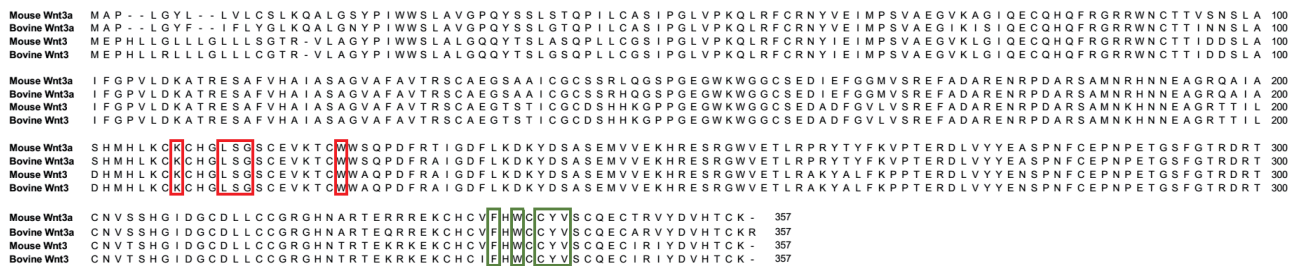 Mouse Wnt3a M A P - - L G Y L - - L V L C S L K Q A L G S Y P I W W S L A V G P Q Y S S L S T Q P I L C A S I P G L V P K Q L R F C R N Y V E I M P S V A E G V K A G I Q E C Q H Q F R G R R W N C T T V S N S L A 100
Bovine Wnt3a M A P - - L G Y F - - I F L Y G L K Q A L G N Y P I W W S L A V G P Q Y S S L G T Q P I L C A S I P G L V P K Q L R F C R N Y V E I M P S V A E G I K I S I Q E C Q H Q F R G R R W N C T T I N N S L A 100
Mouse Wnt3 M E P H L L G L L L G L L L S G T R - V L A G Y P I W W S L A L G Q Q Y T S L A S Q P L L C G S I P G L V P K Q L R F C R N Y I E I M P S V A E G V K L G I Q E C Q H Q F R G R R W N C T T I D D S L A 100
Bovine Wnt3 M E P H L L R L L L G L L L C G T R - V L A G Y P I W W S L A L G Q Q Y T S L G S Q P L L C G S I P G L V P K Q L R F C R N Y I E I M P S V A E G V K L G I Q E C Q H Q F R G R R W N C T T I D D S L A 100
Mouse Wnt3a I F G P V L D K A T R E S A F V H A I A S A G V A F A V T R S C A E G S A A I C G C S S R L Q G S P G E G W K W G G C S E D I E F G G M V S R E F A D A R E N R P D A R S A M N R H N N E A G R Q A I A 200
Bovine Wnt3a I F G P V L D K A T R E S A F V H A I A S A G V A F A V T R S C A E G S A A I C G C S S R H Q G S P G E G W K W G G C S E D I E F G G M V S R E F A D A R E N R P D A R S A M N R H N N E A G R Q A I A 200
Mouse Wnt3 I F G P V L D K A T R E S A F V H A I A S A G V A F A V T R S C A E G T S T I C G C D S H H K G P P G E G W K W G G C S E D A D F G V L V S R E F A D A R E N R P D A R S A M N K H N N E A G R T T I L 200
Bovine Wnt3 I F G P V L D K A T R E S A F V H A I A S A G V A F A V T R S C A E G T S T I C G C D S H H K G P P G E G W K W G G C S E D A D F G V L V S R E F A D A R E N R P D A R S A M N K H N N E A G R T T I L 200
Mouse Wnt3a S H M H L K C K C H G L S G S C E V K T C W W S Q P D F R T I G D F L K D K Y D S A S E M V V E K H R E S R G W V E T L R P R Y T Y F K V P T E R D L V Y Y E A S P N F C E P N P E T G S F G T R D R T 300
Bovine Wnt3a S H M H L K C K C H G L S G S C E V K T C W W S Q P D F R A I G D F L K D K Y D S A S E M V V E K H R E S R G W V E T L R P R Y T Y F K V P T E R D L V Y Y E A S P N F C E P N P E T G S F G T R D R T 300
Mouse Wnt3 D H M H L K C K C H G L S G S C E V K T C W W A Q P D F R A I G D F L K D K Y D S A S E M V V E K H R E S R G W V E T L R A K Y A L F K P P T E R D L V Y Y E N S P N F C E P N P E T G S F G T R D R T 300
Bovine Wnt3 D H M H L K C K C H G L S G S C E V K T C W W A Q P D F R A I G D F L K D K Y D S A S E M V V E K H R E S R G W V E T L R A K Y A L F K P P T E R D L V Y Y E N S P N F C E P N P E T G S F G T R D R T 300
Mouse Wnt3a C N V S S H G I D G C D L L C C G R G H N A R T E R R R E K C H C V F H W C C Y V S C Q E C T R V Y D V H T C K - 357
Bovine Wnt3a C N V S S H G I D G C D L L C C G R G H N A R T E Q R R E K C H C V F H W C C Y V S C Q E C A R V Y D V H T C K R 357
Mouse Wnt3 C N V T S H G I D G C D L L C C G R G H N T R T E K R K E K C H C V F H W C C Y V S C Q E C I R I Y D V H T C K - 357
Bovine Wnt3 C N V T S H G I D G C D L L C C G R G H N T R T E K R K E K C H C I F H W C C Y V S C Q E C I R I Y D V H T C K - 357